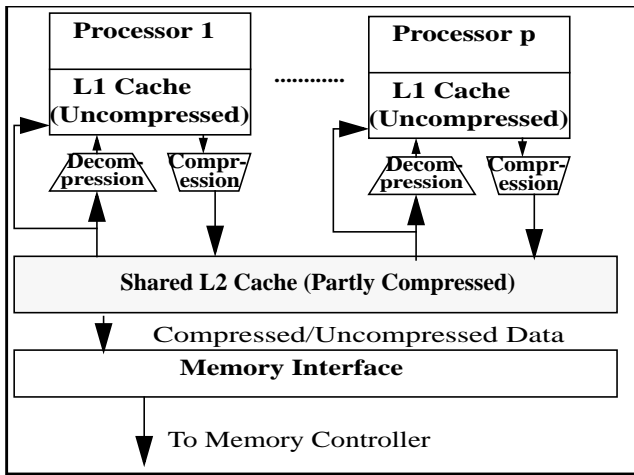 Processor 1
Processor p
............
L1 Cache
(Uncompressed)
L1 Cache
(Uncompressed)
Decom-
pression
Compr-
ession
Decom-
pression
Compr-
ession
Shared L2 Cache (Partly Compressed)
Compressed/Uncompressed Data
Memory Interface
To Memory Controller